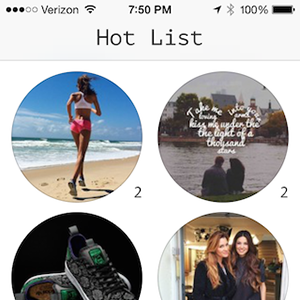 Verizon 7:50 PM 100%
Hot List
Take me into your
loving arms
kiss me under the
the light of a
thousand
stars
2
2